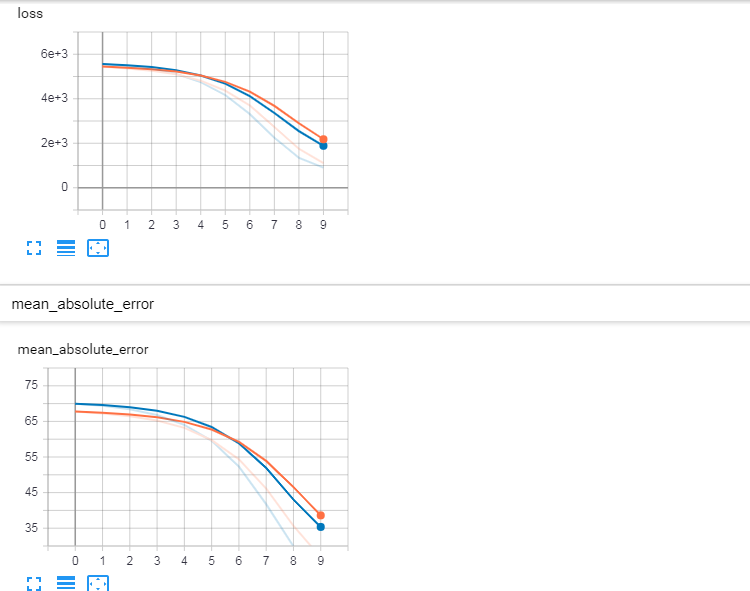 loss
6e+3
4e+3
2e+3
0
0 1 2 3 4 5 6 7 8 9
mean_absolute_error
mean_absolute_error
75
65
55
45
35
0 1 2 3 4 5 6 7 8 9